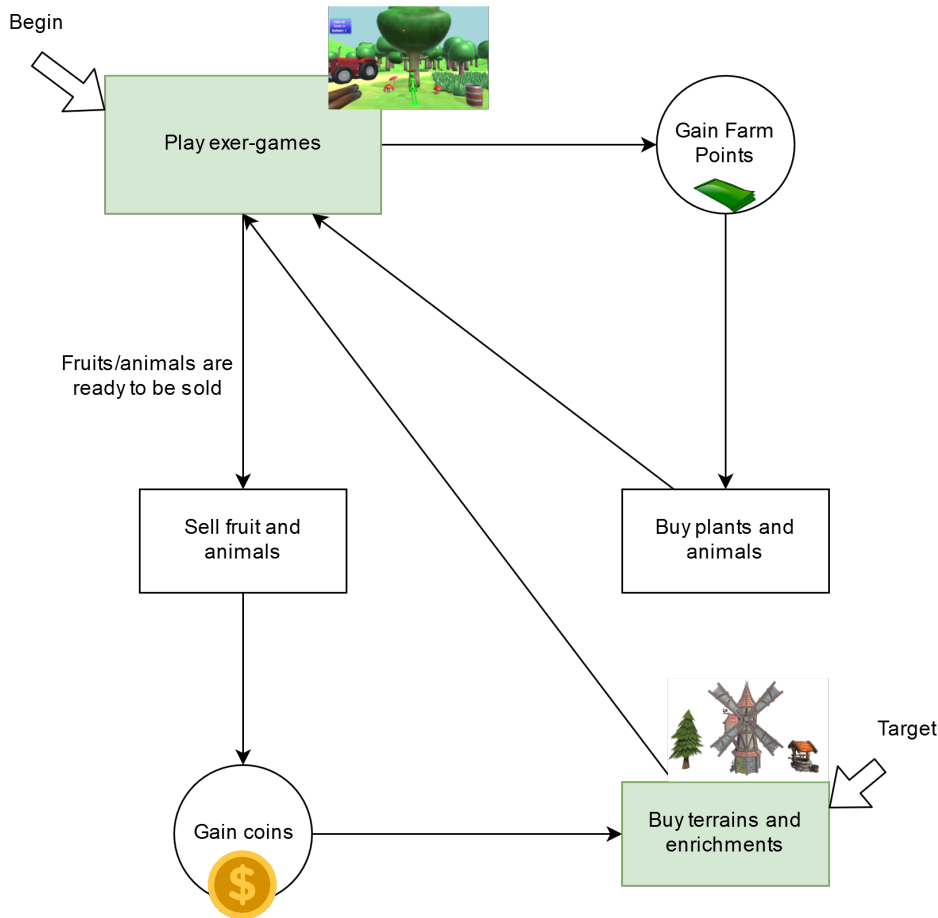 Begin
Play exer-games
Gain Farm
Points
Fruits/animals are
ready to be sold
Sell fruit and
animals
Buy plants and
animals
Target
Gain coins
$
Buy terrains and
enrichments